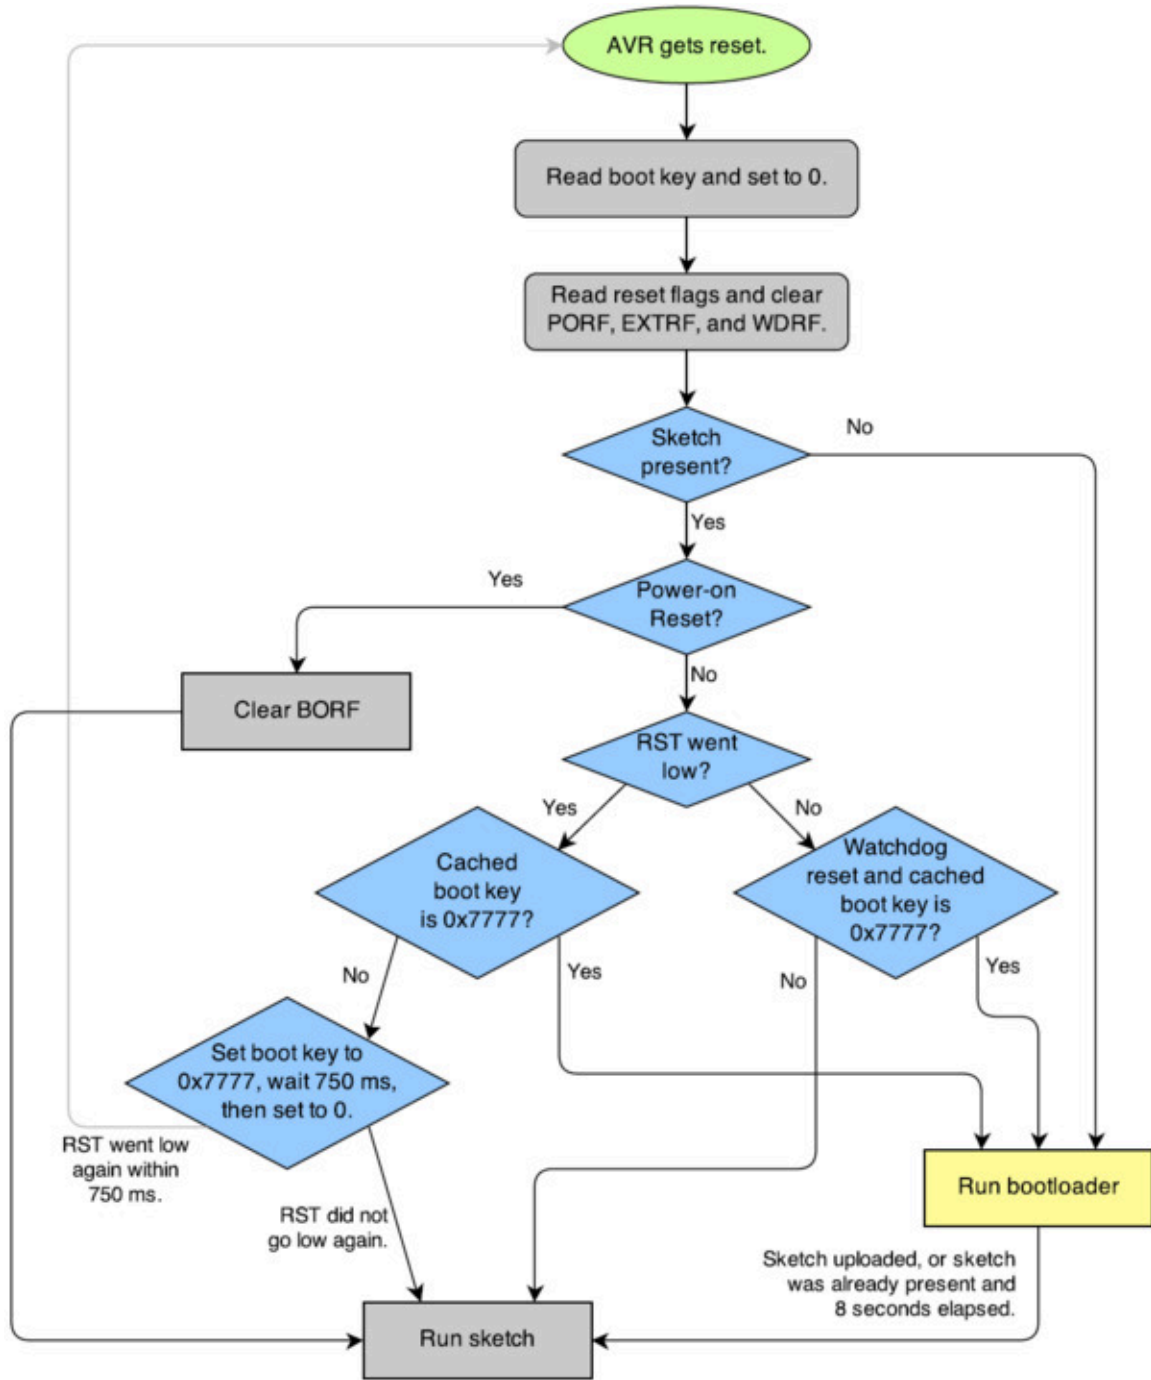 AVR gets reset.
Read boot key and set to 0.
Read reset flags and clear
PORF, EXTRF, and WDRF.
Sketch
present?
No
Yes
Power-on
Reset?
Yes
No
Clear BORF
RST went
low?
Yes
No
Cached
boot key
is 0x7777?
Watchdog
reset and cached
boot key is
0x7777?
No
Yes
No
Yes
Set boot key to
0x7777, wait 750 ms,
then set to 0.
RST went low
again within
750 ms.
RST did not
go low again.
Run bootloader
Sketch uploaded, or sketch
was already present and
8 seconds elapsed.
Run sketch